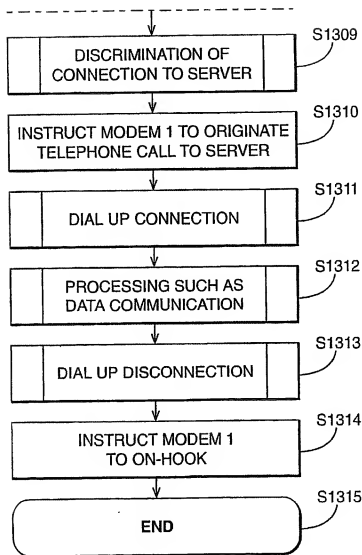 S1309
DISCRIMINATION OF
CONNECTION TO SERVER
S1310
INSTRUCT MODEM 1 TO ORIGINATE
TELEPHONE CALL TO SERVER
S1311
DIAL UP CONNECTION
S1312
PROCESSING SUCH AS
DATA COMMUNICATION
S1313
DIAL UP DISCONNECTION
S1314
INSTRUCT MODEM 1
TO ON-HOOK
S1315
END